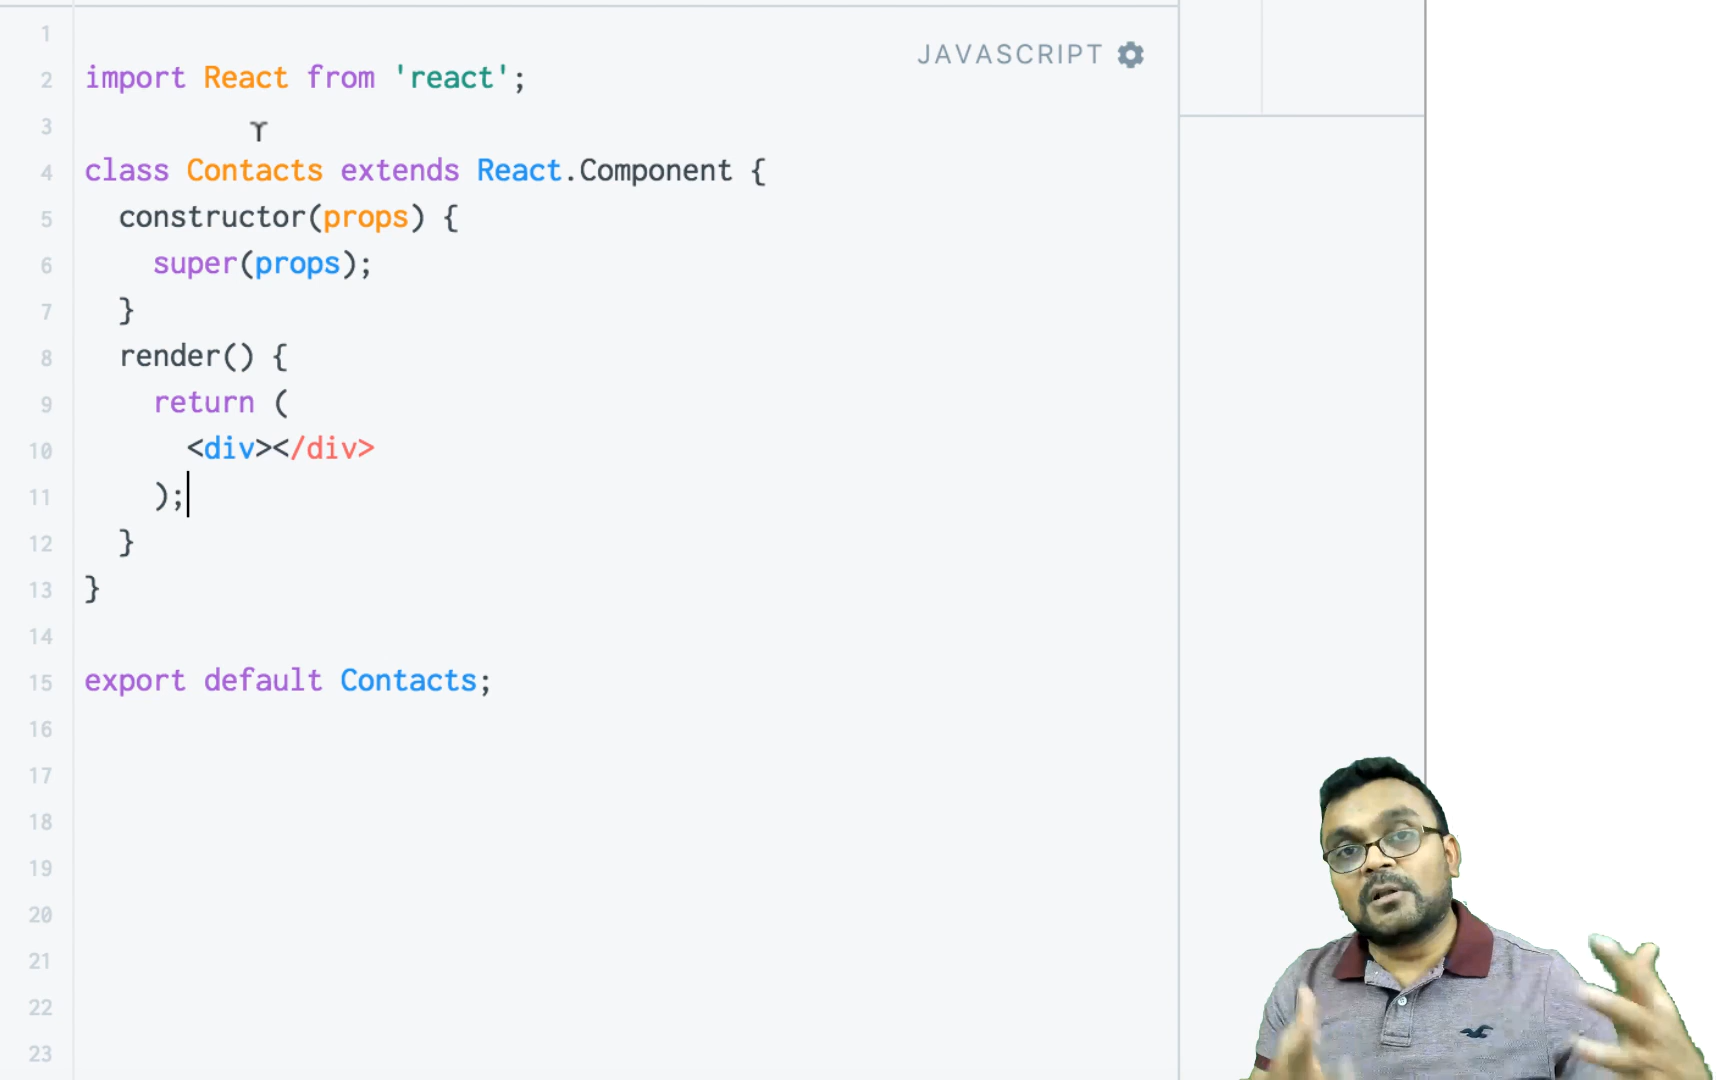 JAVASCRIPT
1
2 import React from 'react';
3
4 class Contacts extends React.Component {
5 constructor(props) {
6 super(props);
7 }
8 render() {
9 return (
10 <div></div>
11 );
12 }
13 }
14
15 export default Contacts;
16
17
18
19
20
21
22
23